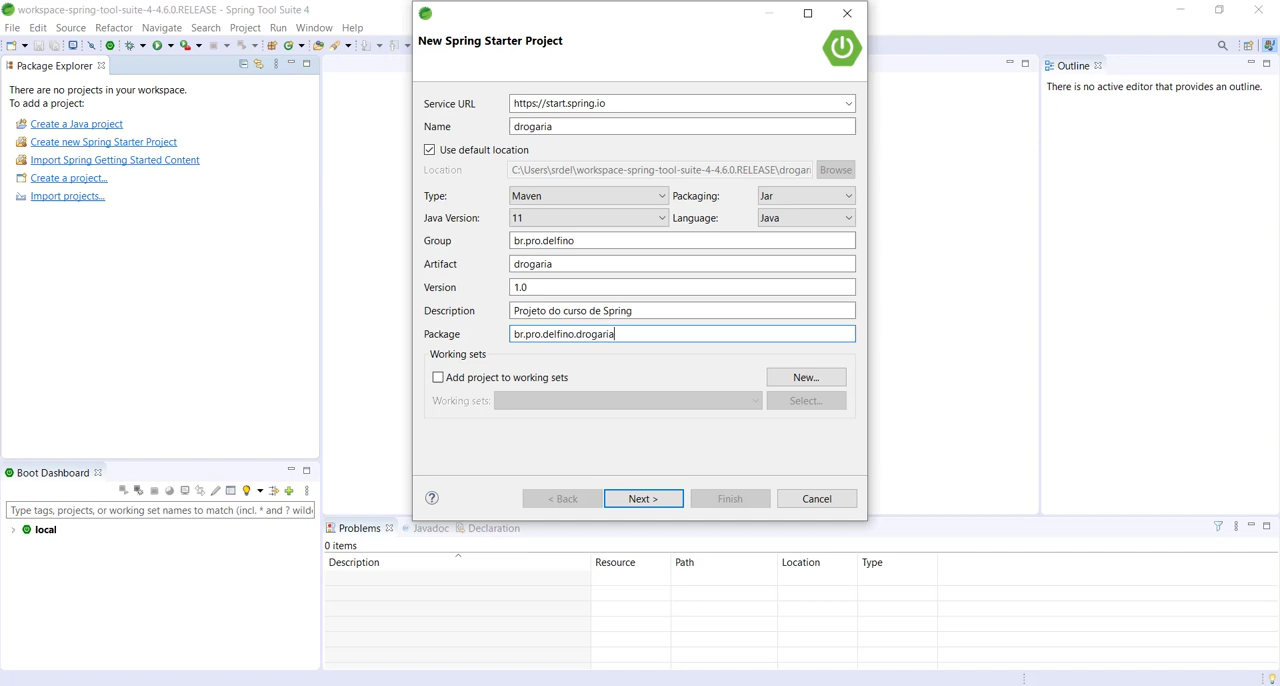 workspace-spring-tool-suite-4-4.6.0.RELEASE - Spring Tool Suite 4
File Edit Source Refactor Navigate Search Project Run Window Help
Package Explorer
There are no projects in your workspace.
To add a project:
Create a Java project
Create new Spring Starter Project
Import Spring Getting Started Content
Create a project...
Import projects...
Boot Dashboard
Type tags, projects, or working set names to match (incl. * and ? wild
local
New Spring Starter Project
Service URL https://start.spring.io
Name drogaria
Use default location
Location C:\Users\srdel\workspace-spring-tool-suite-4-4.6.0.RELEASE\drogari Browse
Type: Maven Packaging: Jar
Java Version: 11 Language: Java
Group br.pro.delfino
Artifact drogaria
Version 1.0
Description Projeto do curso de Spring
Package br.pro.delfino.drogaria
Working sets
Add project to working sets New...
Working sets: Select...
? < Back Next > Finish Cancel
Outline
There is no active editor that provides an outline.
Problems Javadoc Declaration
0 items
Description Resource Path Location Type